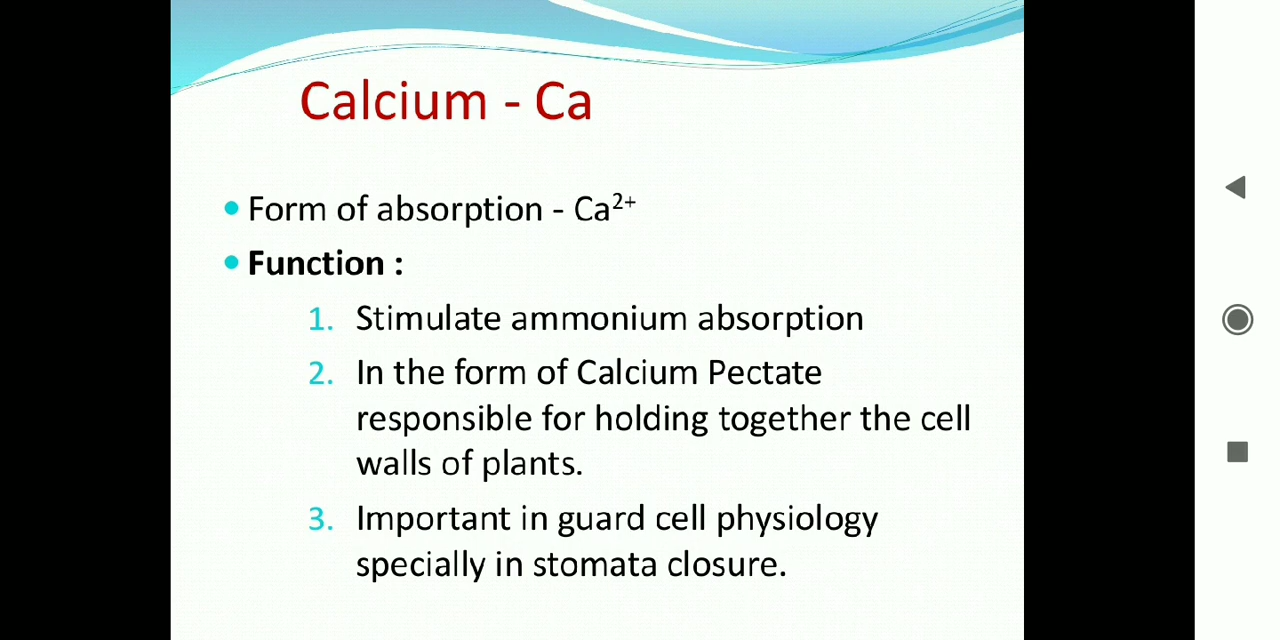 Calcium - Ca
• Form of absorption - Ca²⁺
• Function :
1. Stimulate ammonium absorption
2. In the form of Calcium Pectate
responsible for holding together the cell
walls of plants.
3. Important in guard cell physiology
specially in stomata closure.